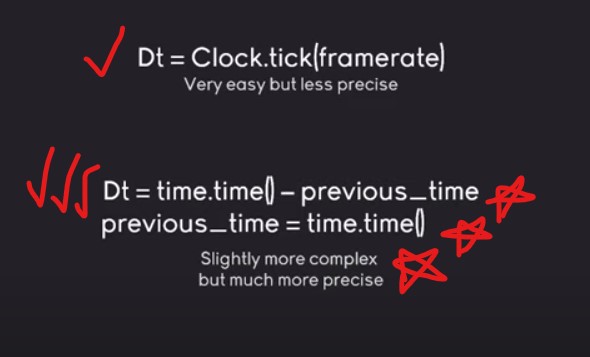 Dt = Clock.tick(framerate)
Very easy but less precise
Dt = time.time() – previous_time
previous_time = time.time()
Slightly more complex
but much more precise